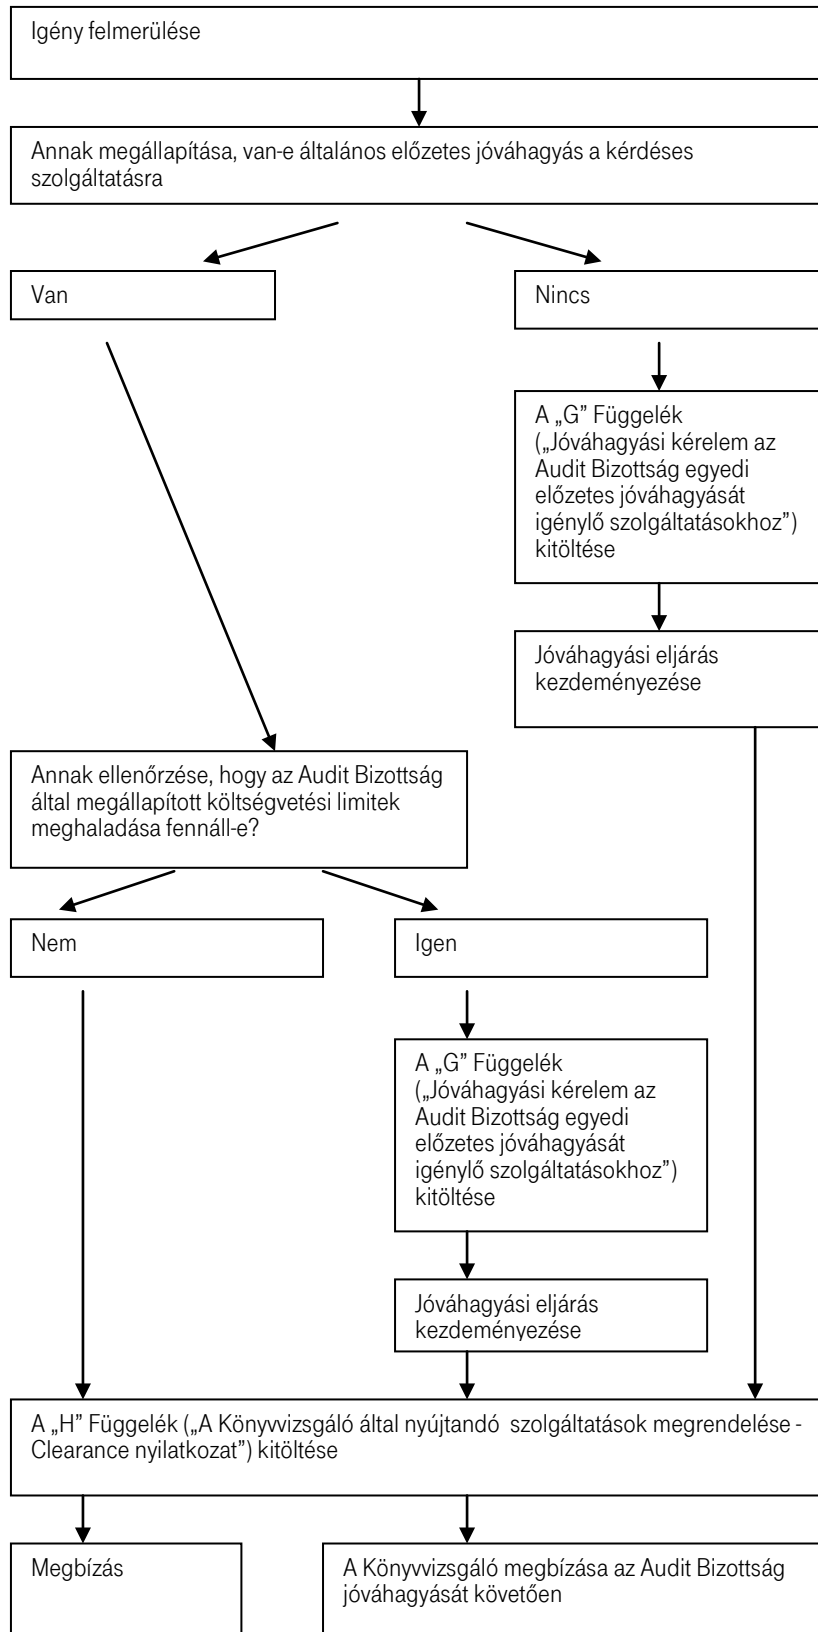 Igény felmerülése
Annak megállapítása, van-e általános előzetes jóváhagyás a kérdéses
szolgáltatásra
Van
Nincs
A „G” Függelék
(„Jóváhagyási kérelem az
Audit Bizottság egyedi
előzetes jóváhagyását
igénylő szolgáltatásokhoz”)
kitöltése
Jóváhagyási eljárás
kezdeményezése
Annak ellenőrzése, hogy az Audit Bizottság
által megállapított költségvetési limitek
meghaladása fennáll-e?
Nem
Igen
A „G” Függelék
(„Jóváhagyási kérelem az
Audit Bizottság egyedi
előzetes jóváhagyását
igénylő szolgáltatásokhoz”)
kitöltése
Jóváhagyási eljárás
kezdeményezése
A „H” Függelék („A Könyvvizsgáló által nyújtandó szolgáltatások megrendelése -
Clearance nyilatkozat”) kitöltése
Megbízás
A Könyvvizsgáló megbízása az Audit Bizottság
jóváhagyását követően